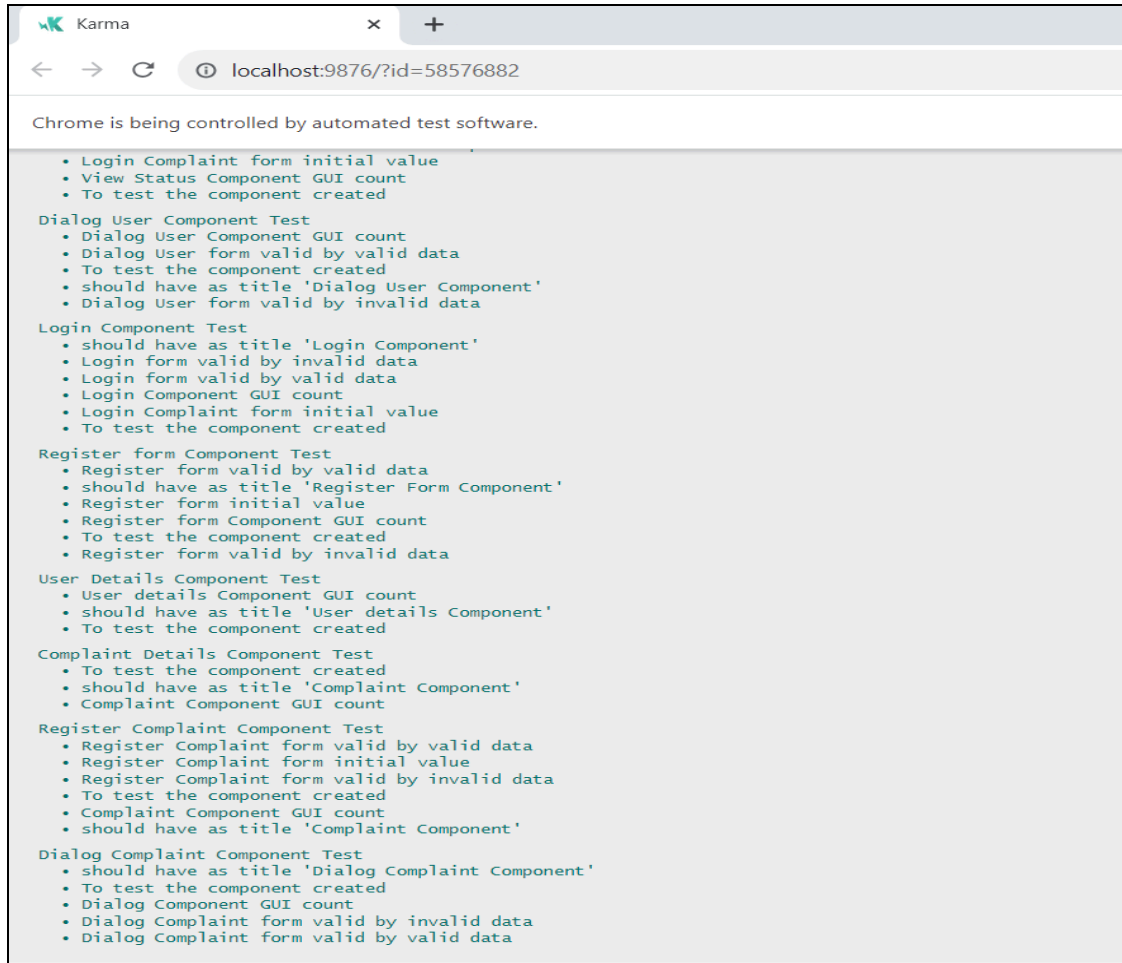 Karma
localhost:9876/?id=58576882
Chrome is being controlled by automated test software.
• Login Complaint form initial value
• View Status Component GUI count
• To test the component created
Dialog User Component Test
• Dialog User Component GUI count
• Dialog User form valid by valid data
• To test the component created
• should have as title 'Dialog User Component'
• Dialog User form valid by invalid data
Login Component Test
• should have as title 'Login Component'
• Login form valid by invalid data
• Login form valid by valid data
• Login Component GUI count
• Login Complaint form initial value
• To test the component created
Register form Component Test
• Register form valid by valid data
• should have as title 'Register Form Component'
• Register form initial value
• Register form Component GUI count
• To test the component created
• Register form valid by invalid data
User Details Component Test
• User details Component GUI count
• should have as title 'User details Component'
• To test the component created
Complaint Details Component Test
• To test the component created
• should have as title 'Complaint Component'
• Complaint Component GUI count
Register Complaint Component Test
• Register Complaint form valid by valid data
• Register Complaint form initial value
• Register Complaint form valid by invalid data
• To test the component created
• Complaint Component GUI count
• should have as title 'Complaint Component'
Dialog Complaint Component Test
• should have as title 'Dialog Complaint Component'
• To test the component created
• Dialog Component GUI count
• Dialog Complaint form valid by invalid data
• Dialog Complaint form valid by valid data